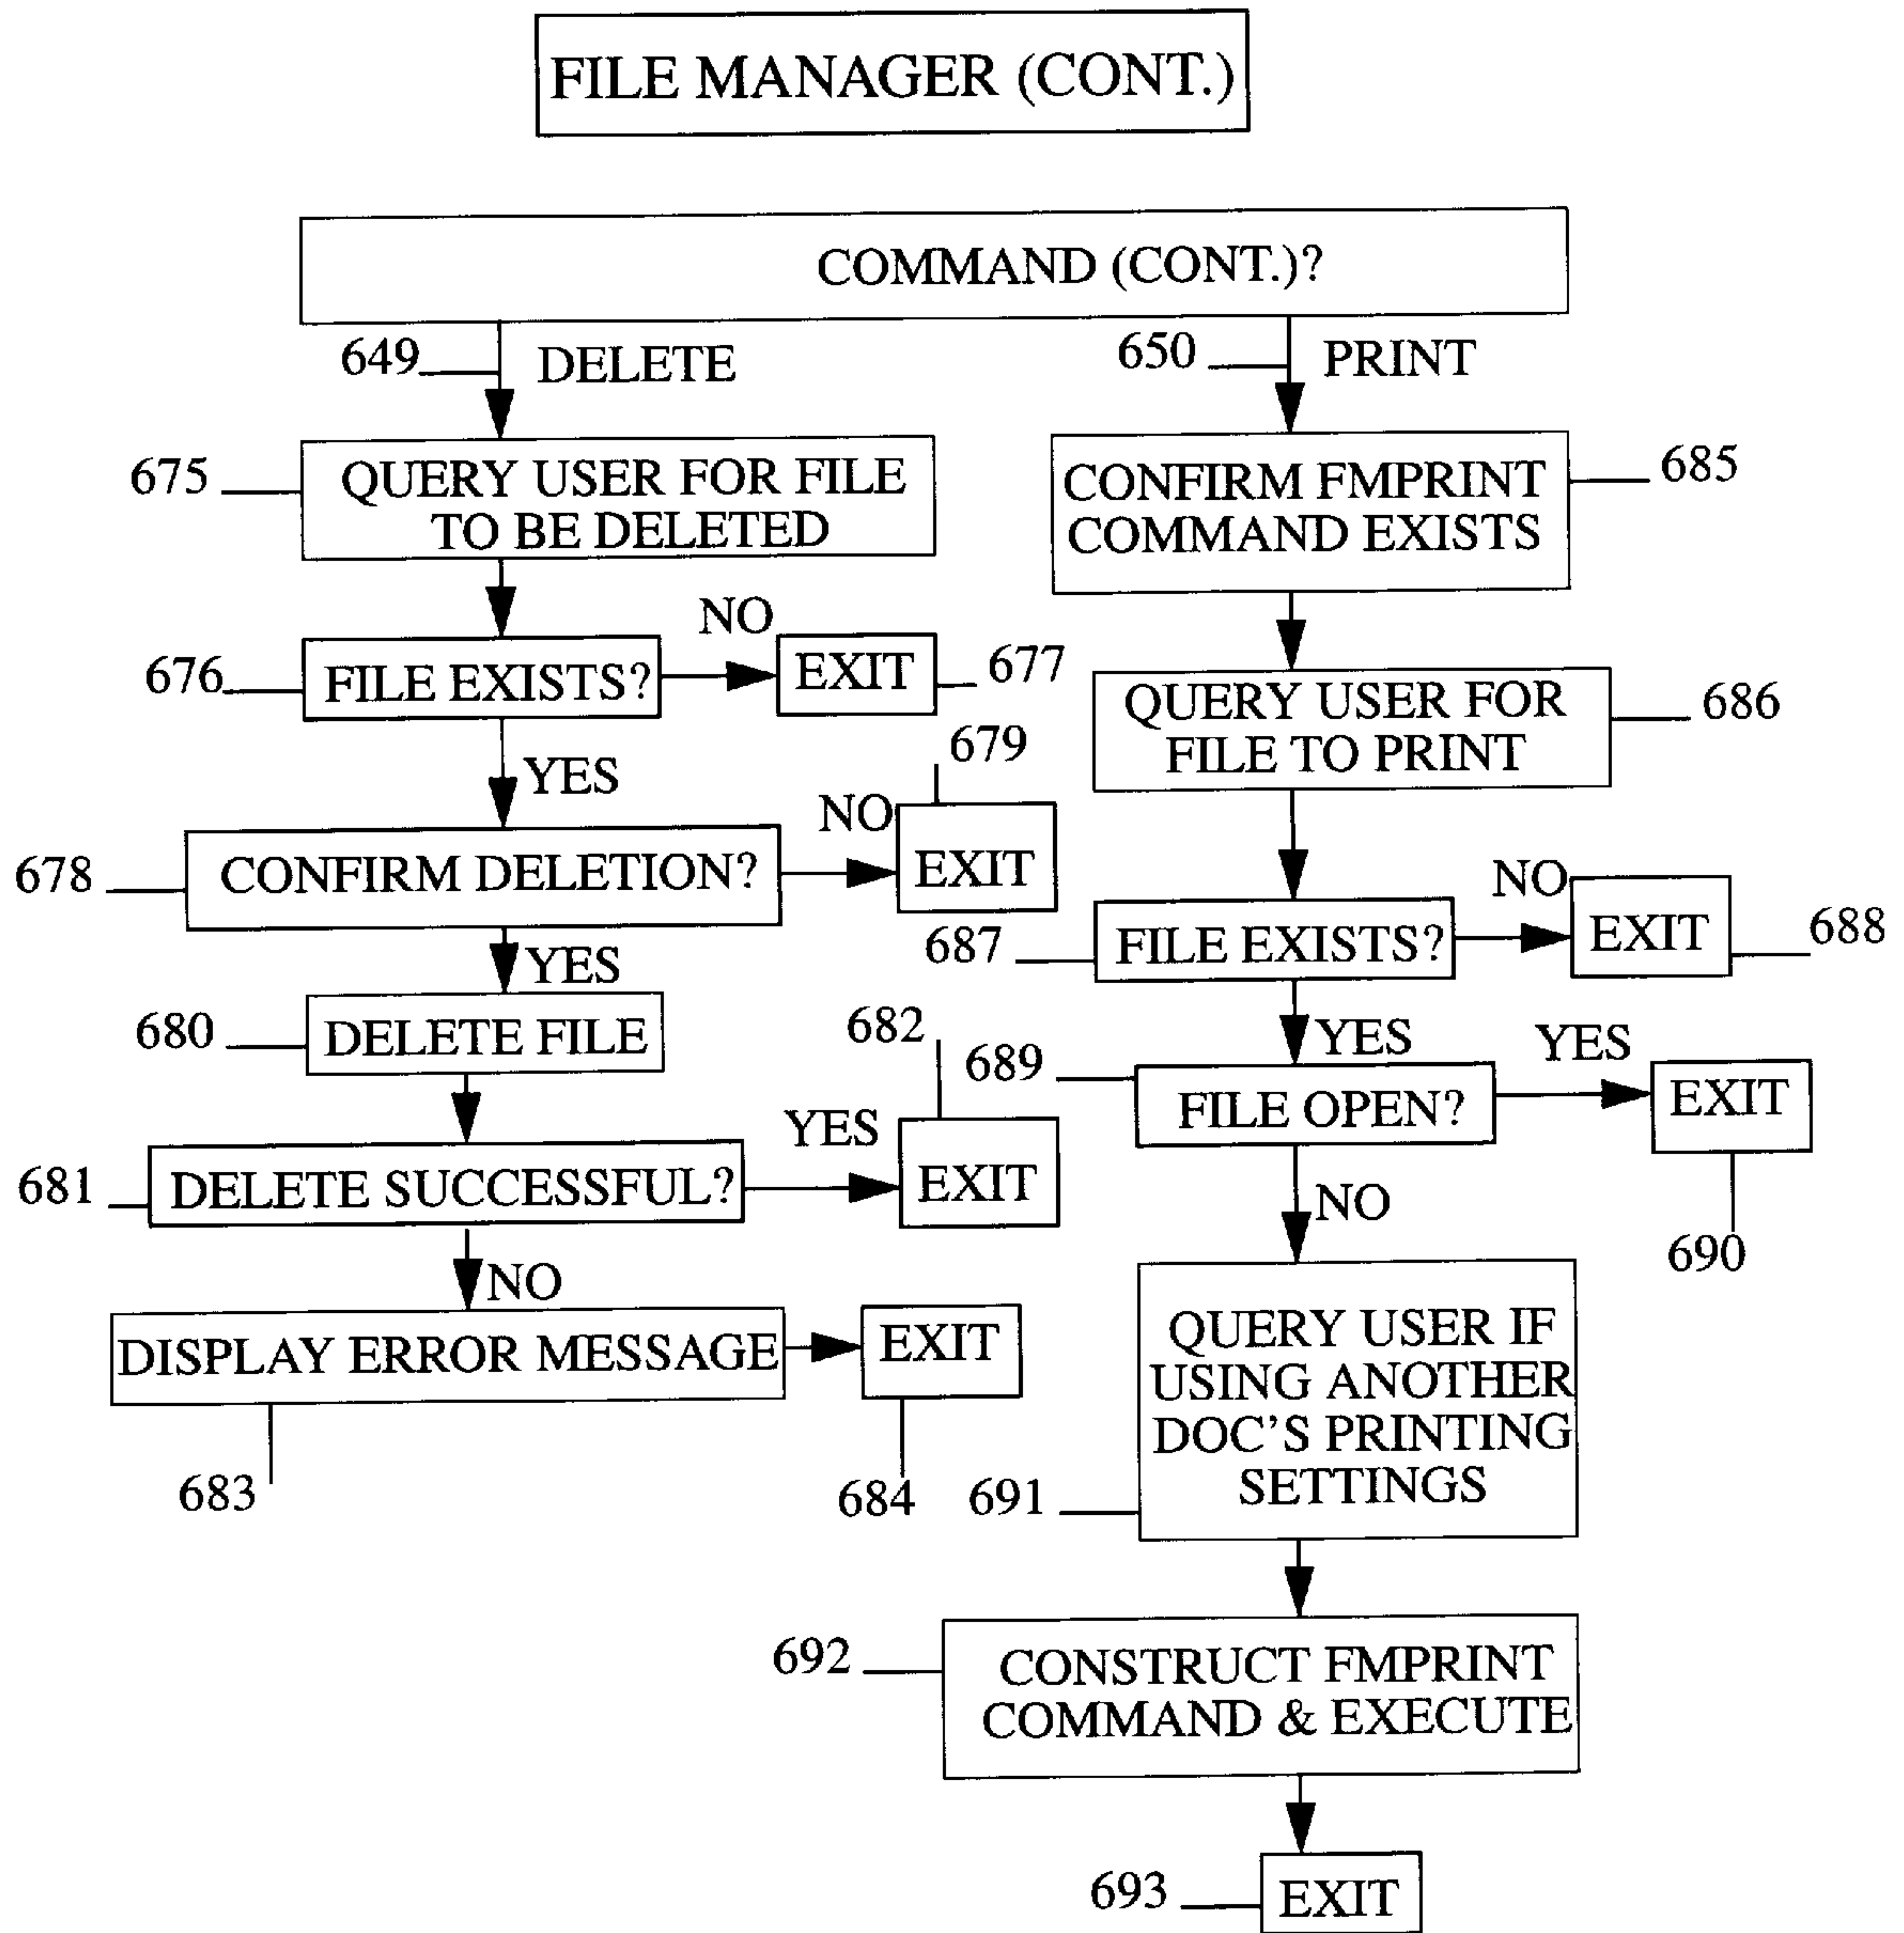 FILE MANAGER (CONT.)
COMMAND (CONT.)?
649
DELETE
650
PRINT
675
QUERY USER FOR FILE
TO BE DELETED
CONFIRM FMPRINT
COMMAND EXISTS
685
676
FILE EXISTS?
NO
EXIT
677
QUERY USER FOR
FILE TO PRINT
686
YES
678
CONFIRM DELETION?
NO
679
EXIT
687
FILE EXISTS?
NO
EXIT
688
YES
680
DELETE FILE
682
689
YES
FILE OPEN?
YES
EXIT
690
681
DELETE SUCCESSFUL?
YES
EXIT
NO
NO
DISPLAY ERROR MESSAGE
EXIT
683
684
691
QUERY USER IF
USING ANOTHER
DOC'S PRINTING
SETTINGS
692
CONSTRUCT FMPRINT
COMMAND & EXECUTE
693
EXIT